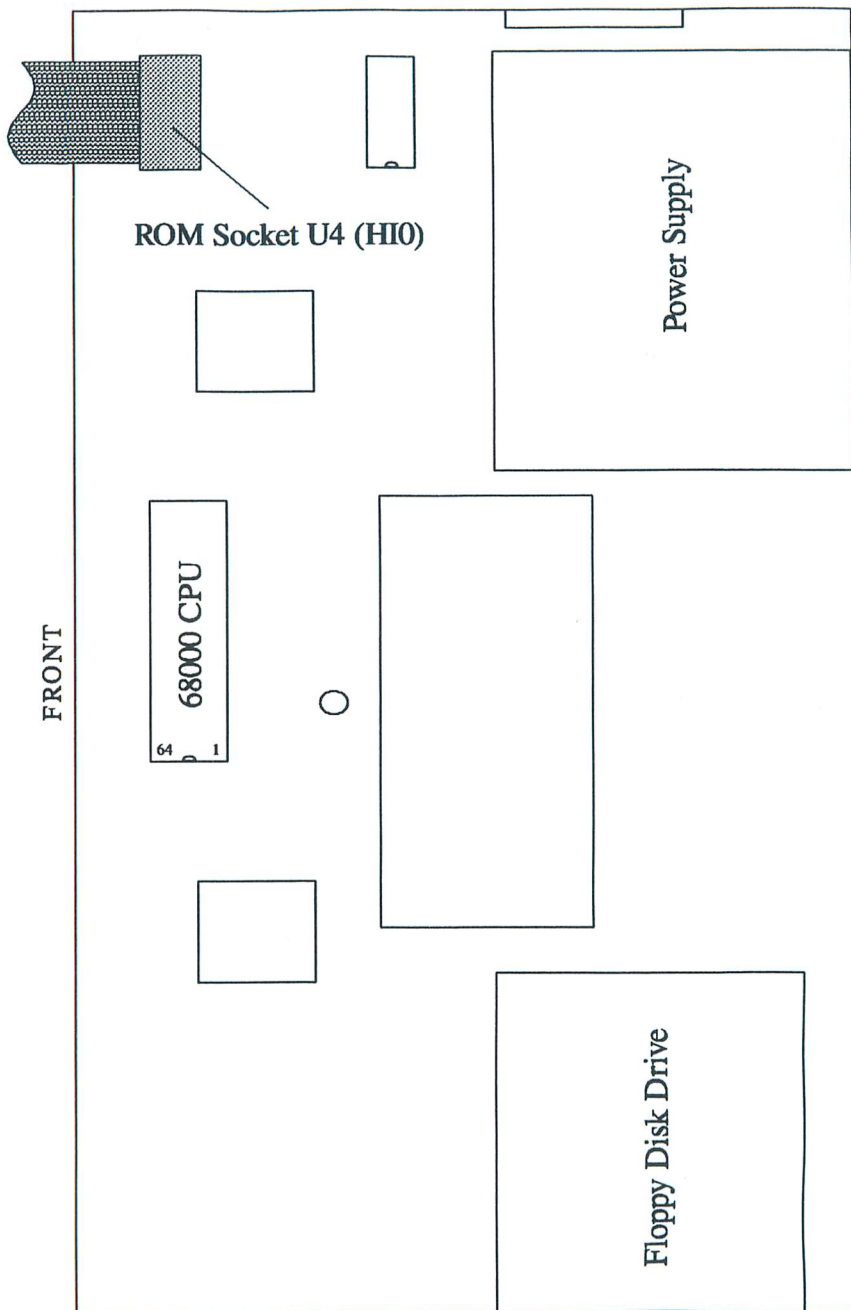 ROM Socket U4 (HI0)
Power Supply
68000 CPU
64
1
FRONT
Floppy Disk Drive